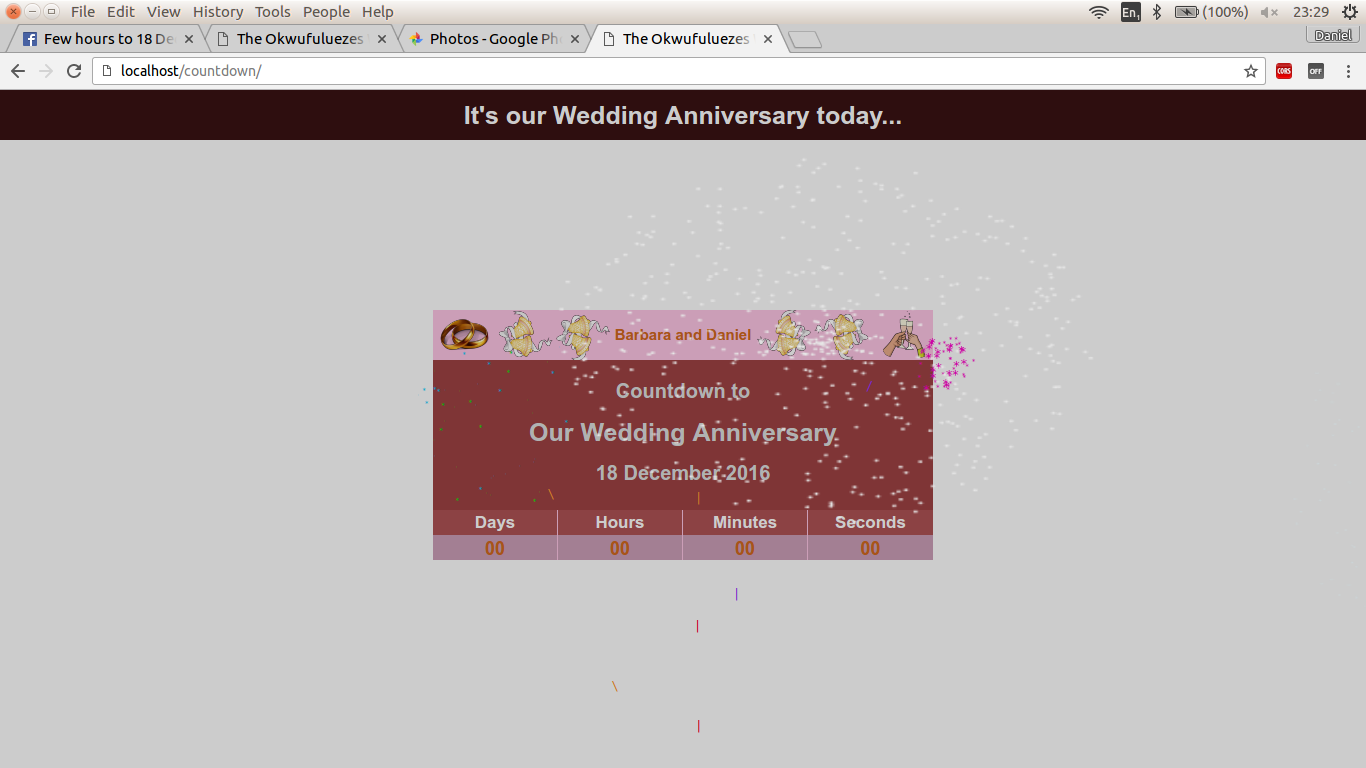 File Edit View History Tools People Help
En1 (100%) 23:29
Few hours to 18 De
The Okwufuluezes
Photos - Google Ph
The Okwufuluezes
Daniel
localhost/countdown/
CORS OFF
It's our Wedding Anniversary today...
Barbara and Daniel
Countdown to
Our Wedding Anniversary
18 December 2016
Days Hours Minutes Seconds
00 00 00 00